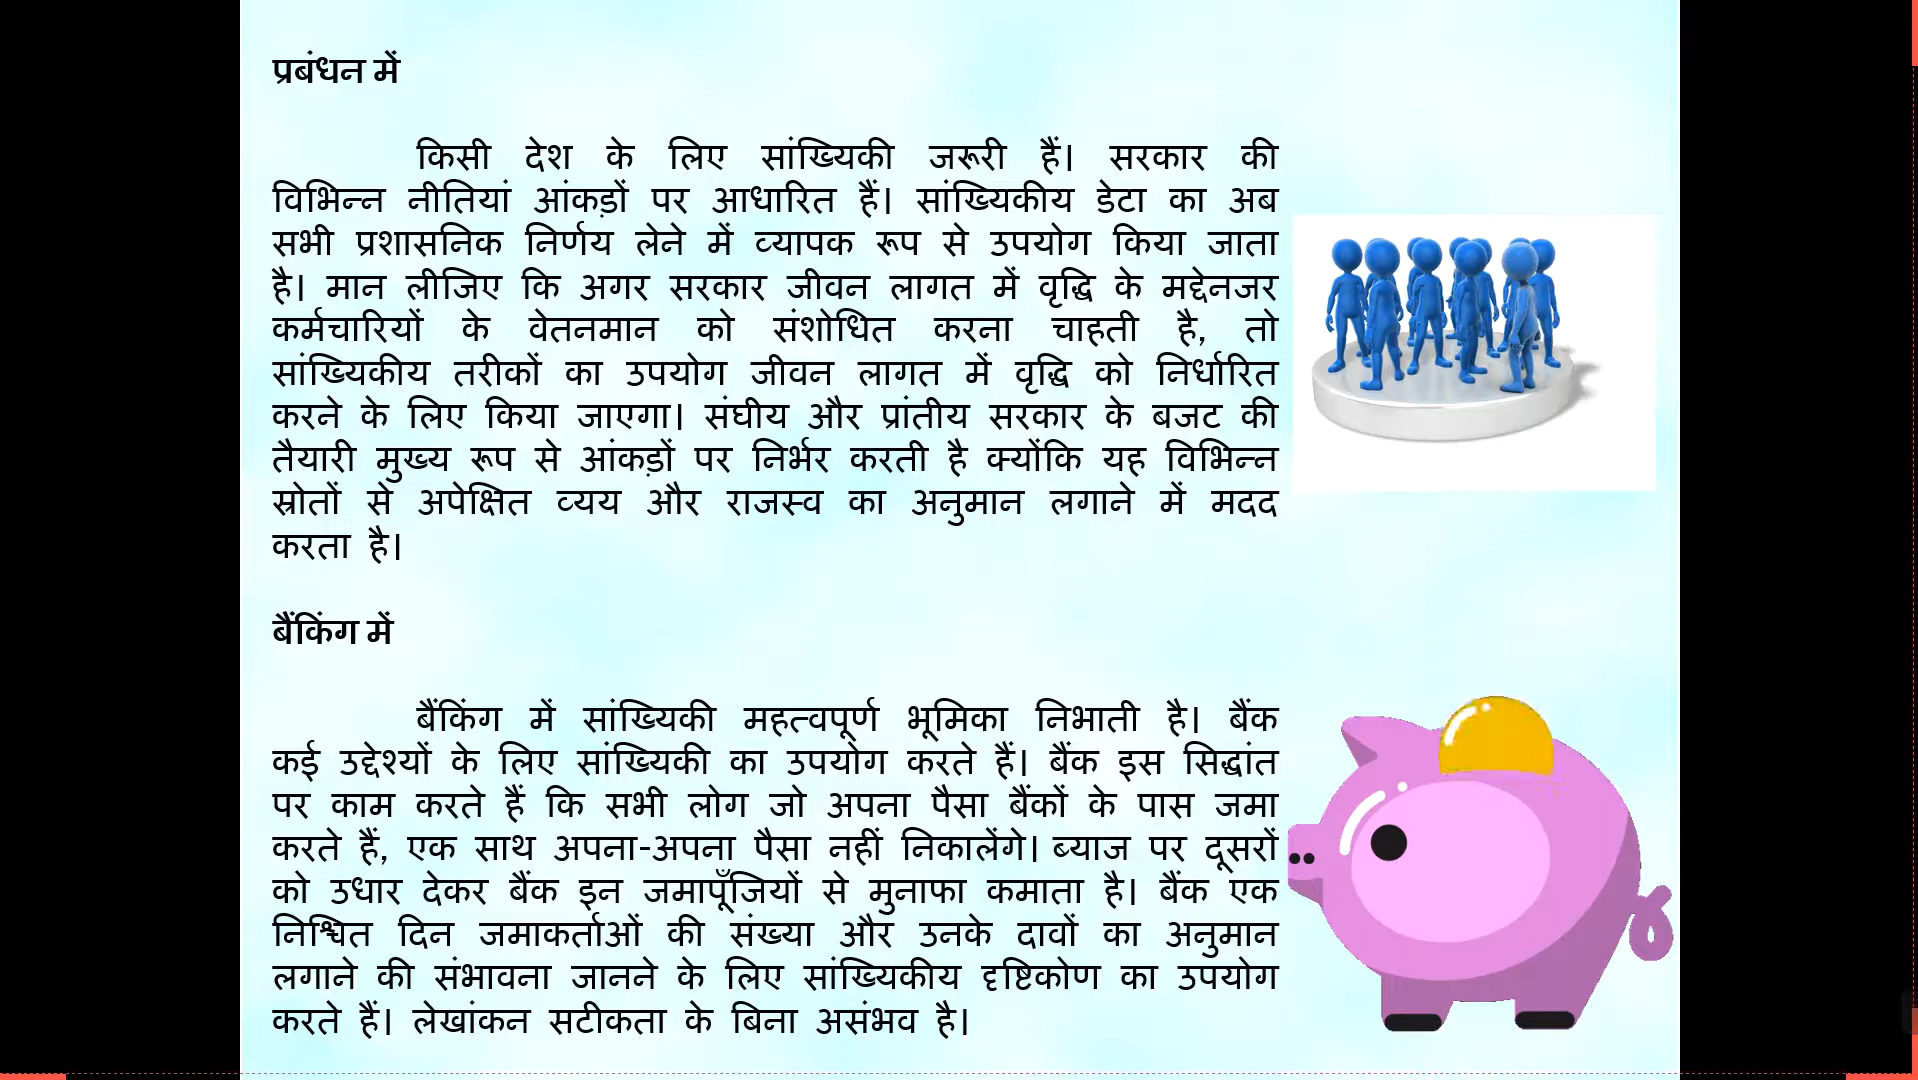 प्रबंधन में
किसी देश के लिए सांख्यिकी जरूरी हैं। सरकार की
विभिन्न नीतियां आंकड़ों पर आधारित हैं। सांख्यिकीय डेटा का अब
सभी प्रशासनिक निर्णय लेने में व्यापक रूप से उपयोग किया जाता
है। मान लीजिए कि अगर सरकार जीवन लागत में वृद्धि के मद्देनजर
कर्मचारियों के वेतनमान को संशोधित करना चाहती है, तो
सांख्यिकीय तरीकों का उपयोग जीवन लागत में वृद्धि को निर्धारित
करने के लिए किया जाएगा। संघीय और प्रांतीय सरकार के बजट की
तैयारी मुख्य रूप से आंकड़ों पर निर्भर करती है क्योंकि यह विभिन्न
स्रोतों से अपेक्षित व्यय और राजस्व का अनुमान लगाने में मदद
करता है।
बैंकिंग में
बैंकिंग में सांख्यिकी महत्वपूर्ण भूमिका निभाती है। बैंक
कई उद्देश्यों के लिए सांख्यिकी का उपयोग करते हैं। बैंक इस सिद्धांत
पर काम करते हैं कि सभी लोग जो अपना पैसा बैंकों के पास जमा
करते हैं, एक साथ अपना-अपना पैसा नहीं निकालेंगे। ब्याज पर दूसरों
को उधार देकर बैंक इन जमापूँजियों से मुनाफा कमाता है। बैंक एक
निश्चित दिन जमाकर्ताओं की संख्या और उनके दावों का अनुमान
लगाने की संभावना जानने के लिए सांख्यिकीय दृष्टिकोण का उपयोग
करते हैं। लेखांकन सटीकता के बिना असंभव है।